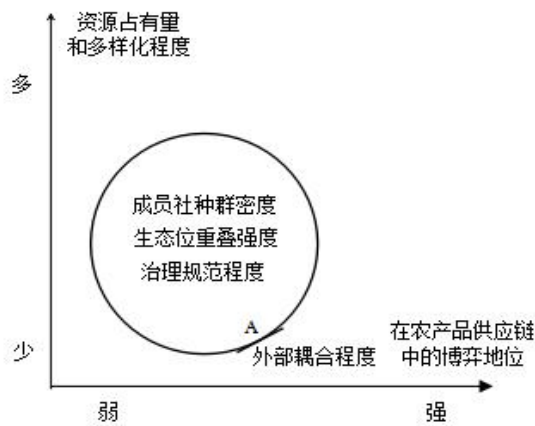 资源占有量
和多样化程度
多
成员社种群密度
生态位重叠强度
治理规范程度
A
少
外部耦合程度
在农产品供应链
中的博弈地位
弱
强